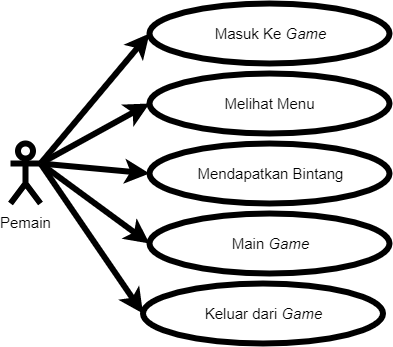 Masuk Ke Game
Melihat Menu
Mendapatkan Bintang
Pemain
Main Game
Keluar dari Game